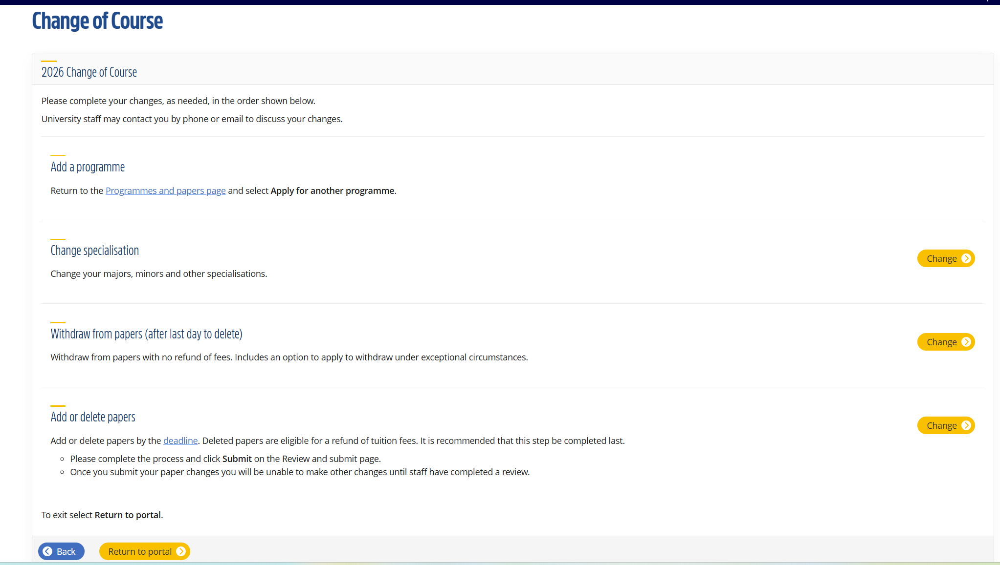 Change of Course
2026 Change of Course
Please complete your changes, as needed, in the order shown below.
University staff may contact you by phone or email to discuss your changes.
Add a programme
Return to the Programmes and papers page and select Apply for another programme.
Change specialisation
Change
Change your majors, minors and other specialisations.
Withdraw from papers (after last day to delete)
Change
Withdraw from papers with no refund of fees. Includes an option to apply to withdraw under exceptional circumstances.
Add or delete papers
Change
Add or delete papers by the deadline. Deleted papers are eligible for a refund of tuition fees. It is recommended that this step be completed last.
Please complete the process and click Submit on the Review and submit page.
Once you submit your paper changes you will be unable to make other changes until staff have completed a review.
To exit select Return to portal.
Back
Return to portal